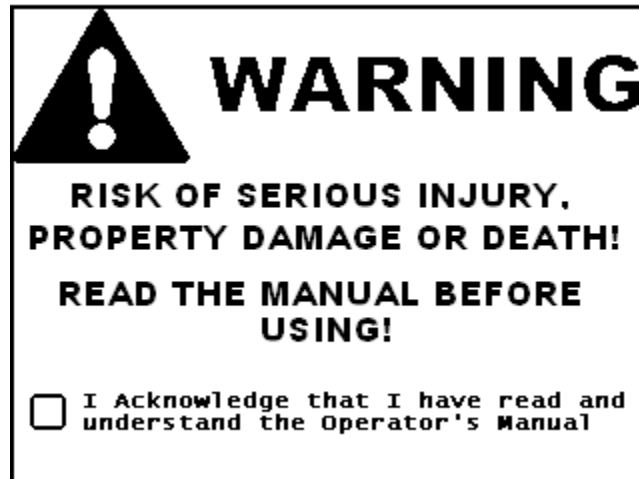 WARNING
RISK OF SERIOUS INJURY,
PROPERTY DAMAGE OR DEATH!
READ THE MANUAL BEFORE
USING!
I Acknowledge that I have read and
understand the Operator's Manual